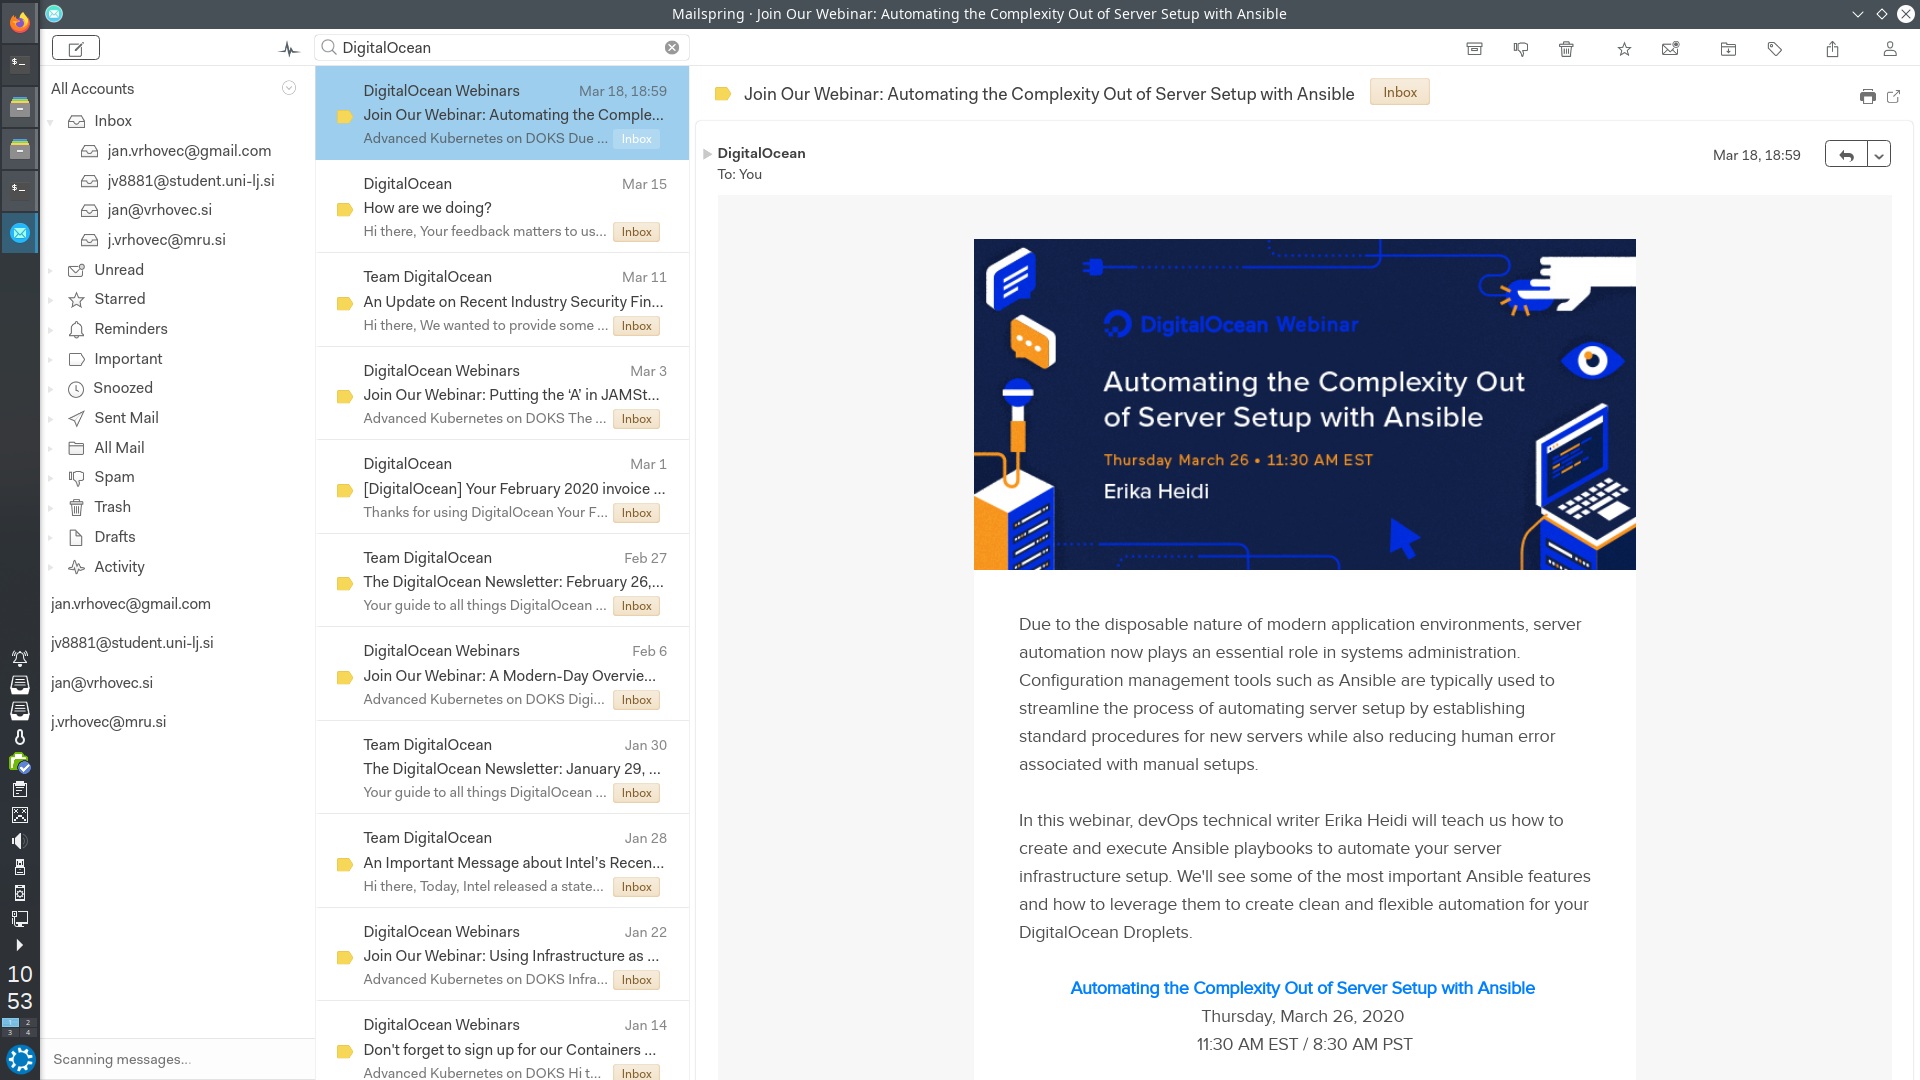 Mailspring · Join Our Webinar: Automating the Complexity Out of Server Setup with Ansible
DigitalOcean
All Accounts
Inbox
jan.vrhovec@gmail.com
jv8881@student.uni-lj.si
jan@vrhovec.si
j.vrhovec@mru.si
Unread
Starred
Reminders
Important
Snoozed
Sent Mail
All Mail
Spam
Trash
Drafts
Activity
jan.vrhovec@gmail.com
jv8881@student.uni-lj.si
jan@vrhovec.si
j.vrhovec@mru.si
Scanning messages...
10
53
1 2
3 4
DigitalOcean Webinars Mar 18, 18:59
Join Our Webinar: Automating the Comple...
Advanced Kubernetes on DOKS Due ... Inbox
DigitalOcean Mar 15
How are we doing?
Hi there, Your feedback matters to us... Inbox
Team DigitalOcean Mar 11
An Update on Recent Industry Security Fin...
Hi there, We wanted to provide some ... Inbox
DigitalOcean Webinars Mar 3
Join Our Webinar: Putting the ‘A’ in JAMSt...
Advanced Kubernetes on DOKS The ... Inbox
DigitalOcean Mar 1
[DigitalOcean] Your February 2020 invoice ...
Thanks for using DigitalOcean Your F... Inbox
Team DigitalOcean Feb 27
The DigitalOcean Newsletter: February 26,...
Your guide to all things DigitalOcean ... Inbox
DigitalOcean Webinars Feb 6
Join Our Webinar: A Modern-Day Overvie...
Advanced Kubernetes on DOKS Digi... Inbox
Team DigitalOcean Jan 30
The DigitalOcean Newsletter: January 29, ...
Your guide to all things DigitalOcean ... Inbox
Team DigitalOcean Jan 28
An Important Message about Intel's Recen...
Hi there, Today, Intel released a state... Inbox
DigitalOcean Webinars Jan 22
Join Our Webinar: Using Infrastructure as ...
Advanced Kubernetes on DOKS Infra... Inbox
DigitalOcean Webinars Jan 14
Don't forget to sign up for our Containers ...
Advanced Kubernetes on DOKS Hi t... Inbox
Join Our Webinar: Automating the Complexity Out of Server Setup with Ansible Inbox
DigitalOcean Mar 18, 18:59
To: You
DigitalOcean Webinar
Automating the Complexity Out
of Server Setup with Ansible
Thursday March 26 • 11:30 AM EST
Erika Heidi
Due to the disposable nature of modern application environments, server
automation now plays an essential role in systems administration.
Configuration management tools such as Ansible are typically used to
streamline the process of automating server setup by establishing
standard procedures for new servers while also reducing human error
associated with manual setups.
In this webinar, devOps technical writer Erika Heidi will teach us how to
create and execute Ansible playbooks to automate your server
infrastructure setup. We'll see some of the most important Ansible features
and how to leverage them to create clean and flexible automation for your
DigitalOcean Droplets.
Automating the Complexity Out of Server Setup with Ansible
Thursday, March 26, 2020
11:30 AM EST / 8:30 AM PST